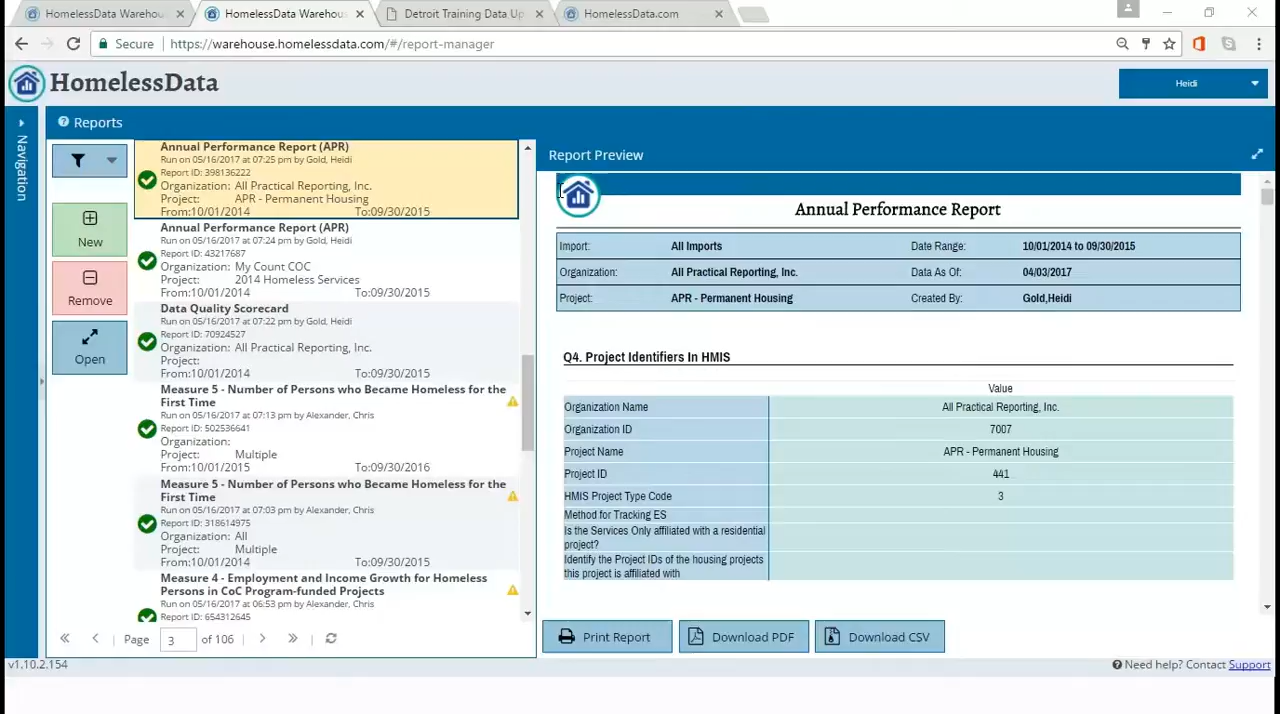 HomelessData Warehou
HomelessData Warehou
Detroit Training Data Up
HomelessData.com
Secure
https://warehouse.homelessdata.com/#/report-manager
HomelessData
Heidi
Navigation
Reports
New
Remove
Open
Annual Performance Report (APR)
Run on 05/16/2017 at 07:25 pm by Gold, Heidi
Report ID: 398136222
Organization: All Practical Reporting, Inc.
Project: APR - Permanent Housing
From:10/01/2014 To:09/30/2015
Annual Performance Report (APR)
Run on 05/16/2017 at 07:24 pm by Gold, Heidi
Report ID: 43217687
Organization: My Count COC
Project: 2014 Homeless Services
From:10/01/2014 To:09/30/2015
Data Quality Scorecard
Run on 05/16/2017 at 07:22 pm by Gold, Heidi
Report ID: 70924527
Organization: All Practical Reporting, Inc.
Project:
From:10/01/2014 To:09/30/2015
Measure 5 - Number of Persons who Became Homeless for the
First Time
Run on 05/16/2017 at 07:13 pm by Alexander, Chris
Report ID: 502536641
Organization:
Project: Multiple
From:10/01/2015 To:09/30/2016
Measure 5 - Number of Persons who Became Homeless for the
First Time
Run on 05/16/2017 at 07:03 pm by Alexander, Chris
Report ID: 318614975
Organization: All
Project: Multiple
From:10/01/2014 To:09/30/2015
Measure 4 - Employment and Income Growth for Homeless
Persons in CoC Program-funded Projects
Run on 05/16/2017 at 06:53 pm by Alexander, Chris
Report ID: 654312645
Page 3 of 106
Report Preview
Annual Performance Report
Import: All Imports Date Range: 10/01/2014 to 09/30/2015
Organization: All Practical Reporting, Inc. Data As Of: 04/03/2017
Project: APR - Permanent Housing Created By: Gold,Heidi
Q4. Project Identifiers In HMIS
Value
Organization Name All Practical Reporting, Inc.
Organization ID 7007
Project Name APR - Permanent Housing
Project ID 441
HMIS Project Type Code 3
Method for Tracking ES
Is the Services Only affiliated with a residential
project?
Identify the Project IDs of the housing projects
this project is affiliated with
Print Report
Download PDF
Download CSV
v1.10.2.154
Need help? Contact Support